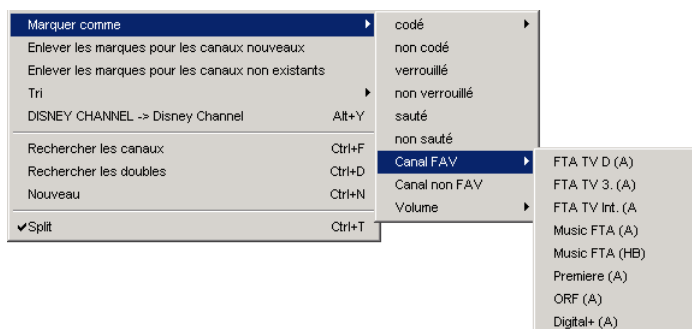 Marquer comme
Enlever les marques pour les canaux nouveaux
Enlever les marques pour les canaux non existants
Tri
DISNEY CHANNEL -> Disney Channel Alt+Y
Rechercher les canaux Ctrl+F
Rechercher les doubles Ctrl+D
Nouveau Ctrl+N
✔Split Ctrl+T
codé
non codé
verrouillé
non verrouillé
sauté
non sauté
Canal FAV
Canal non FAV
Volume
FTA TV D (A)
FTA TV 3. (A)
FTA TV Int. (A
Music FTA (A)
Music FTA (HB)
Premiere (A)
ORF (A)
Digital+ (A)